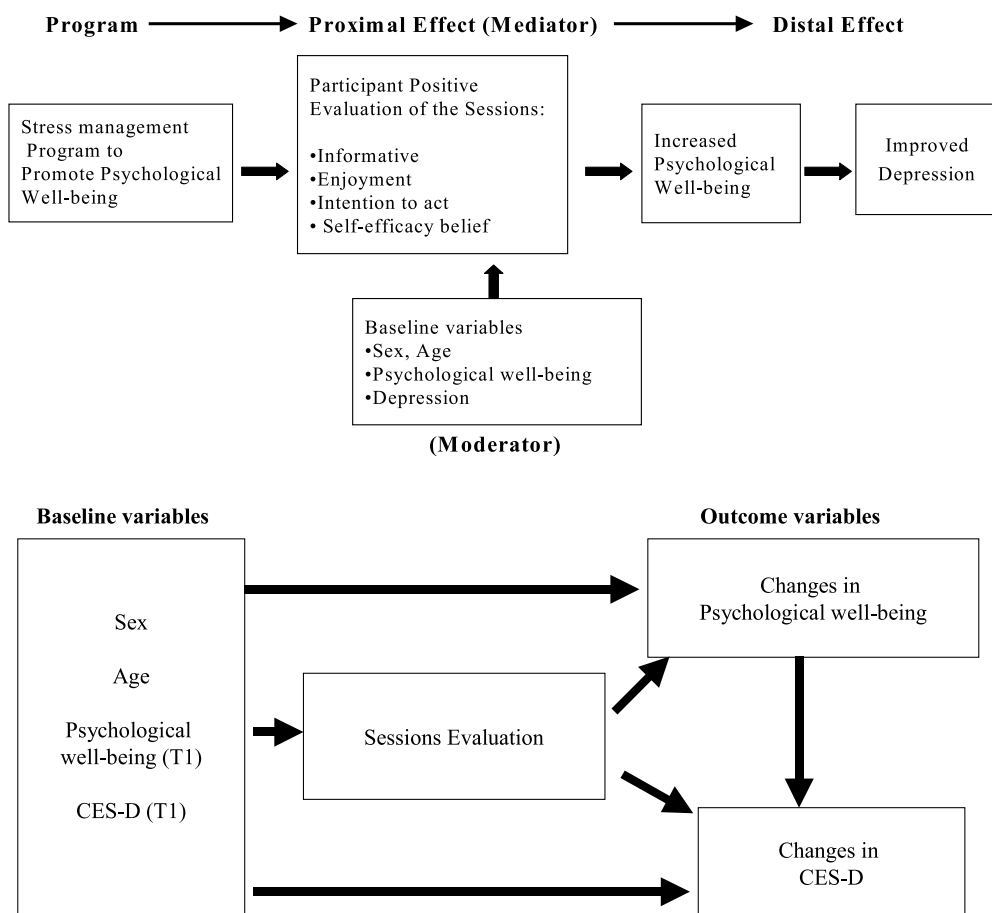 Program
Proximal Effect (Mediator)
Distal Effect
Stress management
Program to
Promote Psychological
Well-being
Participant Positive
Evaluation of the Sessions:
•Informative
•Enjoyment
•Intention to act
• Self-efficacy belief
Increased
Psychological
Well-being
Improved
Depression
Baseline variables
•Sex, Age
•Psychological well-being
•Depression
(Moderator)
Baseline variables
Outcome variables
Sex
Age
Psychological
well-being (T1)
CES-D (T1)
Sessions Evaluation
Changes in
Psychological well-being
Changes in
CES-D